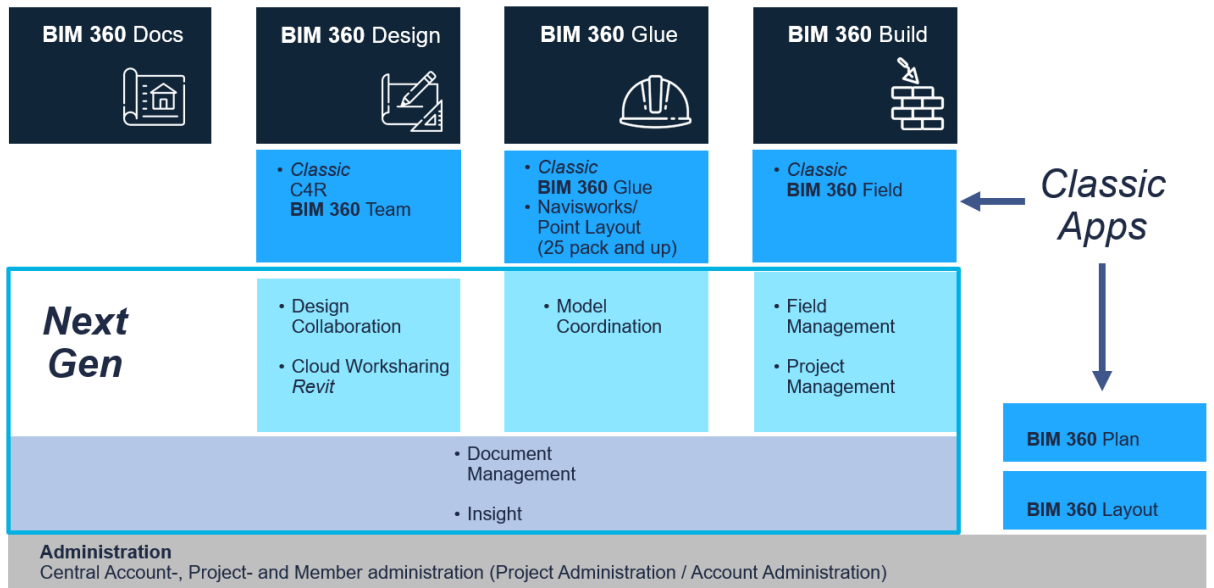 BIM 360 Docs
BIM 360 Design
BIM 360 Glue
BIM 360 Build
• Classic
C4R
BIM 360 Team
• Classic
BIM 360 Glue
• Navisworks/
Point Layout
(25 pack and up)
• Classic
BIM 360 Field
Classic
Apps
Next
Gen
• Design
Collaboration
• Cloud Worksharing
Revit
• Model
Coordination
• Field
Management
• Project
Management
BIM 360 Plan
BIM 360 Layout
• Document
Management
• Insight
Administration
Central Account-, Project- and Member administration (Project Administration / Account Administration)